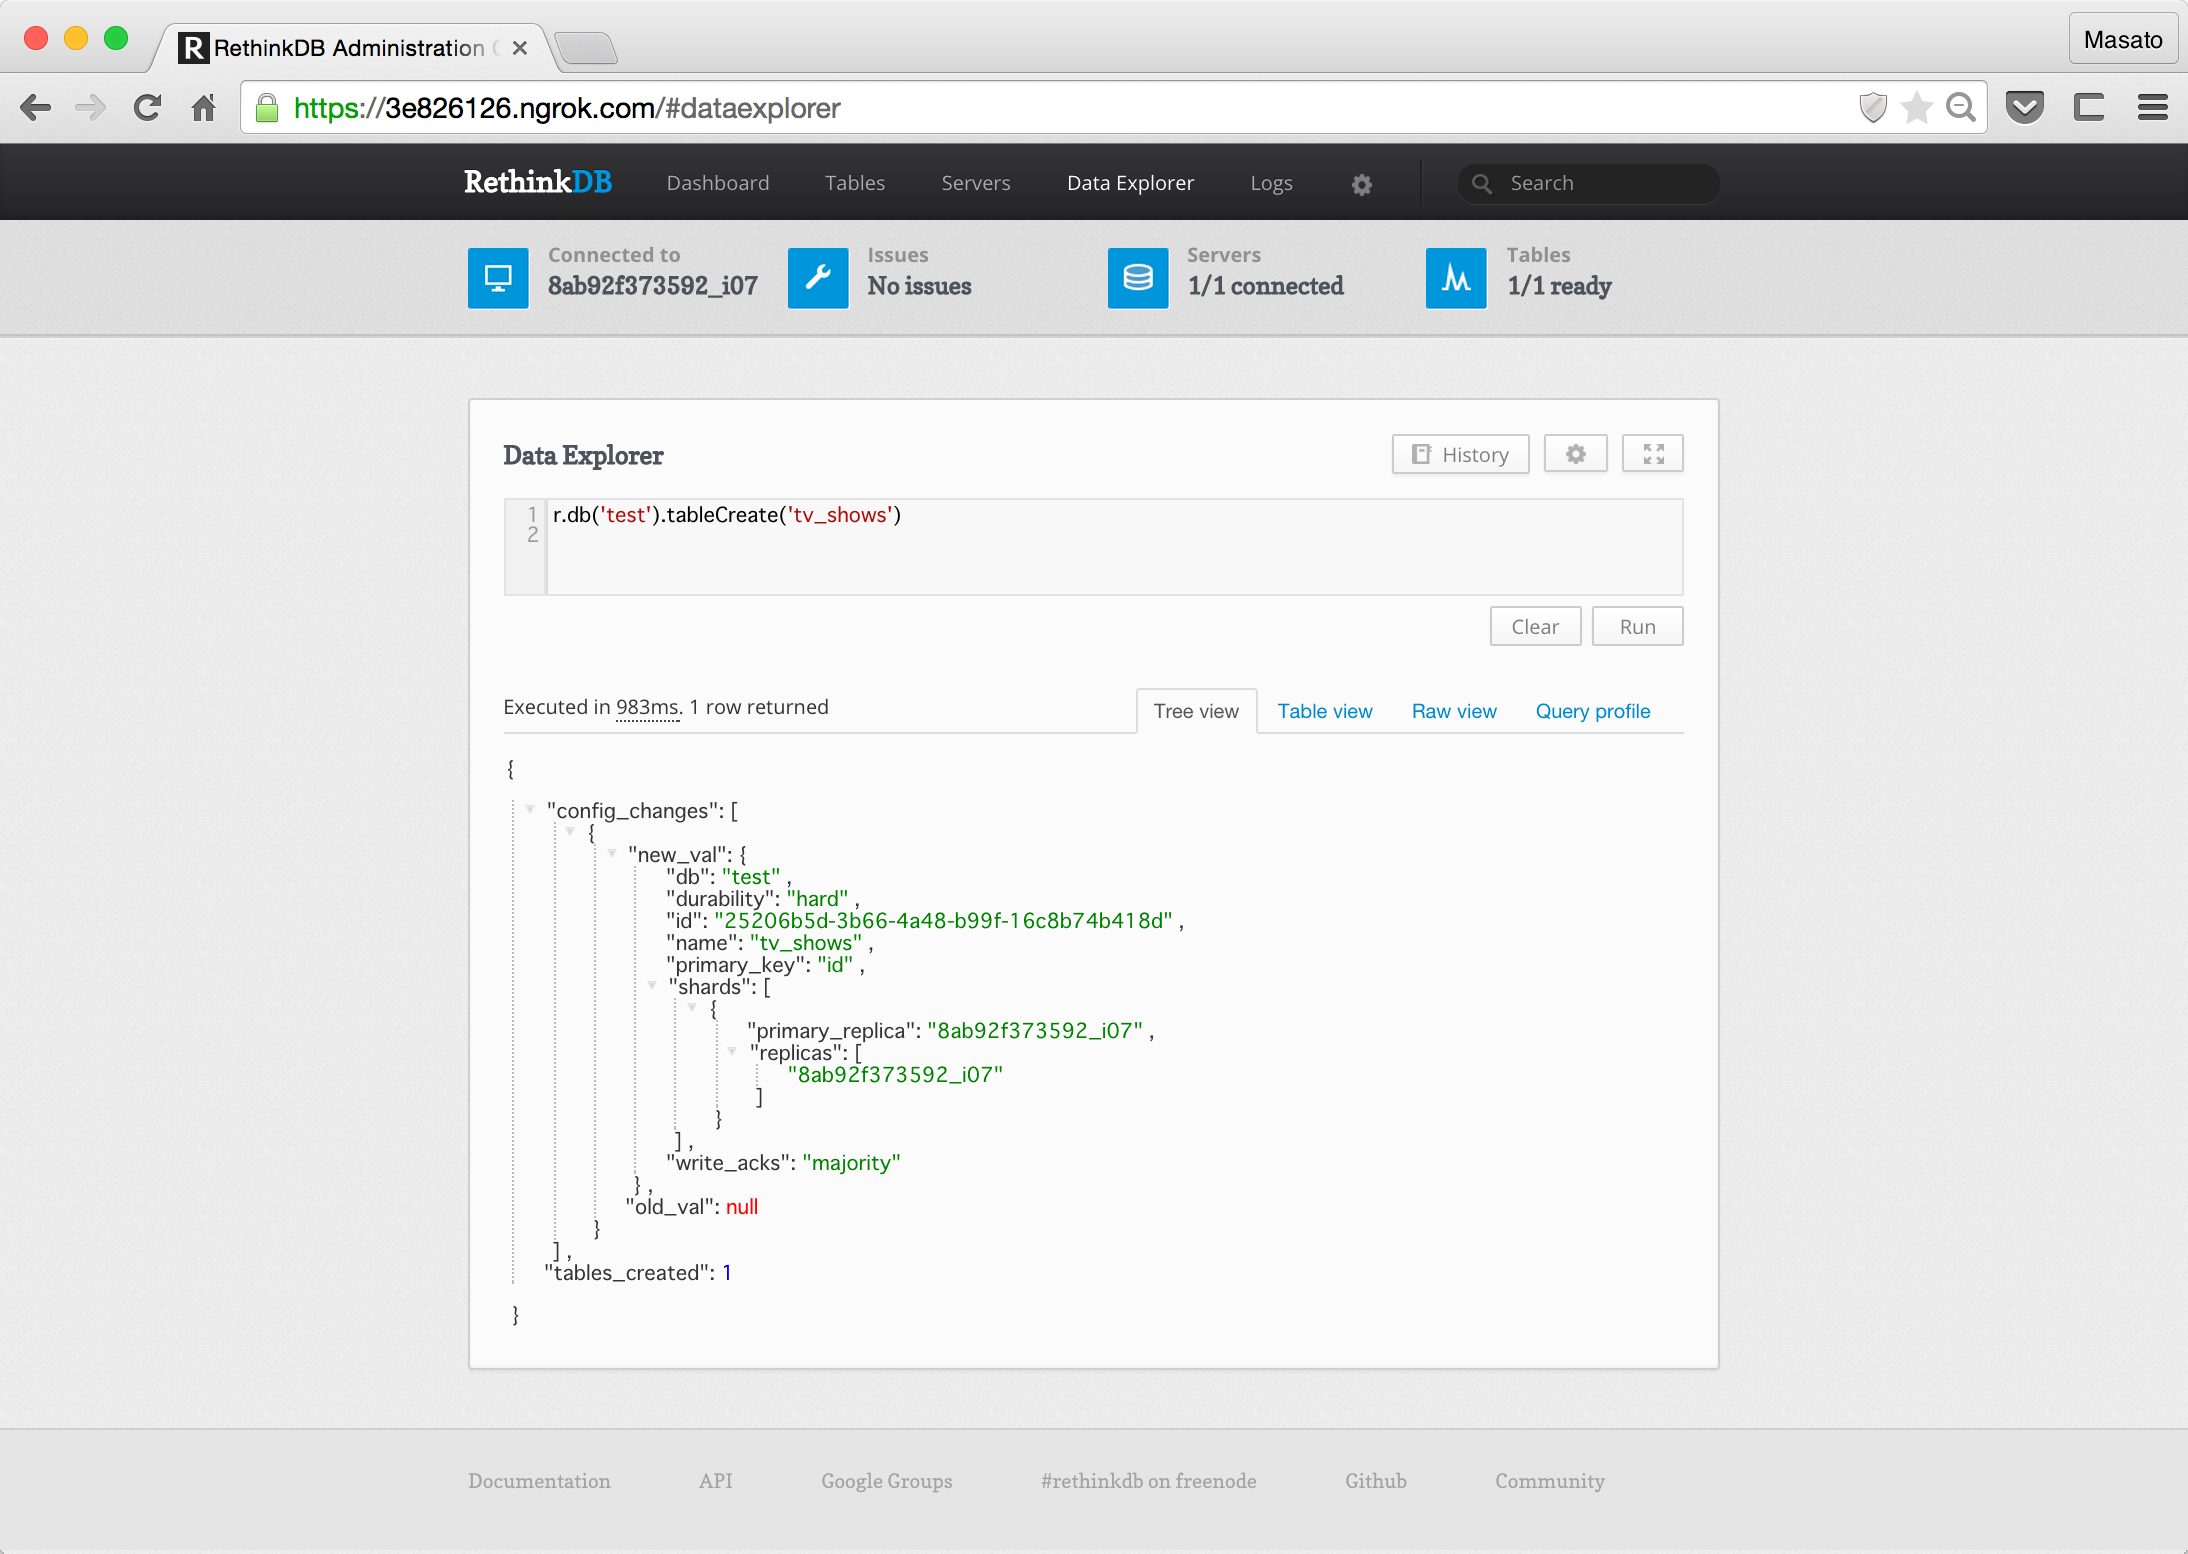 RethinkDB Administration
Masato
https://3e826126.ngrok.com/#dataexplorer
RethinkDB Dashboard Tables Servers Data Explorer Logs Search
Connected to
8ab92f373592_i07
Issues
No issues
Servers
1/1 connected
Tables
1/1 ready
Data Explorer
History
1 r.db('test').tableCreate('tv_shows')
2
Clear Run
Executed in 983ms. 1 row returned
Tree view Table view Raw view Query profile
{
"config_changes": [
{
"new_val": {
"db": "test" ,
"durability": "hard" ,
"id": "25206b5d-3b66-4a48-b99f-16c8b74b418d" ,
"name": "tv_shows" ,
"primary_key": "id" ,
"shards": [
{
"primary_replica": "8ab92f373592_i07" ,
"replicas": [
"8ab92f373592_i07"
]
}
] ,
"write_acks": "majority"
} ,
"old_val": null
}
] ,
"tables_created": 1
}
Documentation API Google Groups #rethinkdb on freenode Github Community